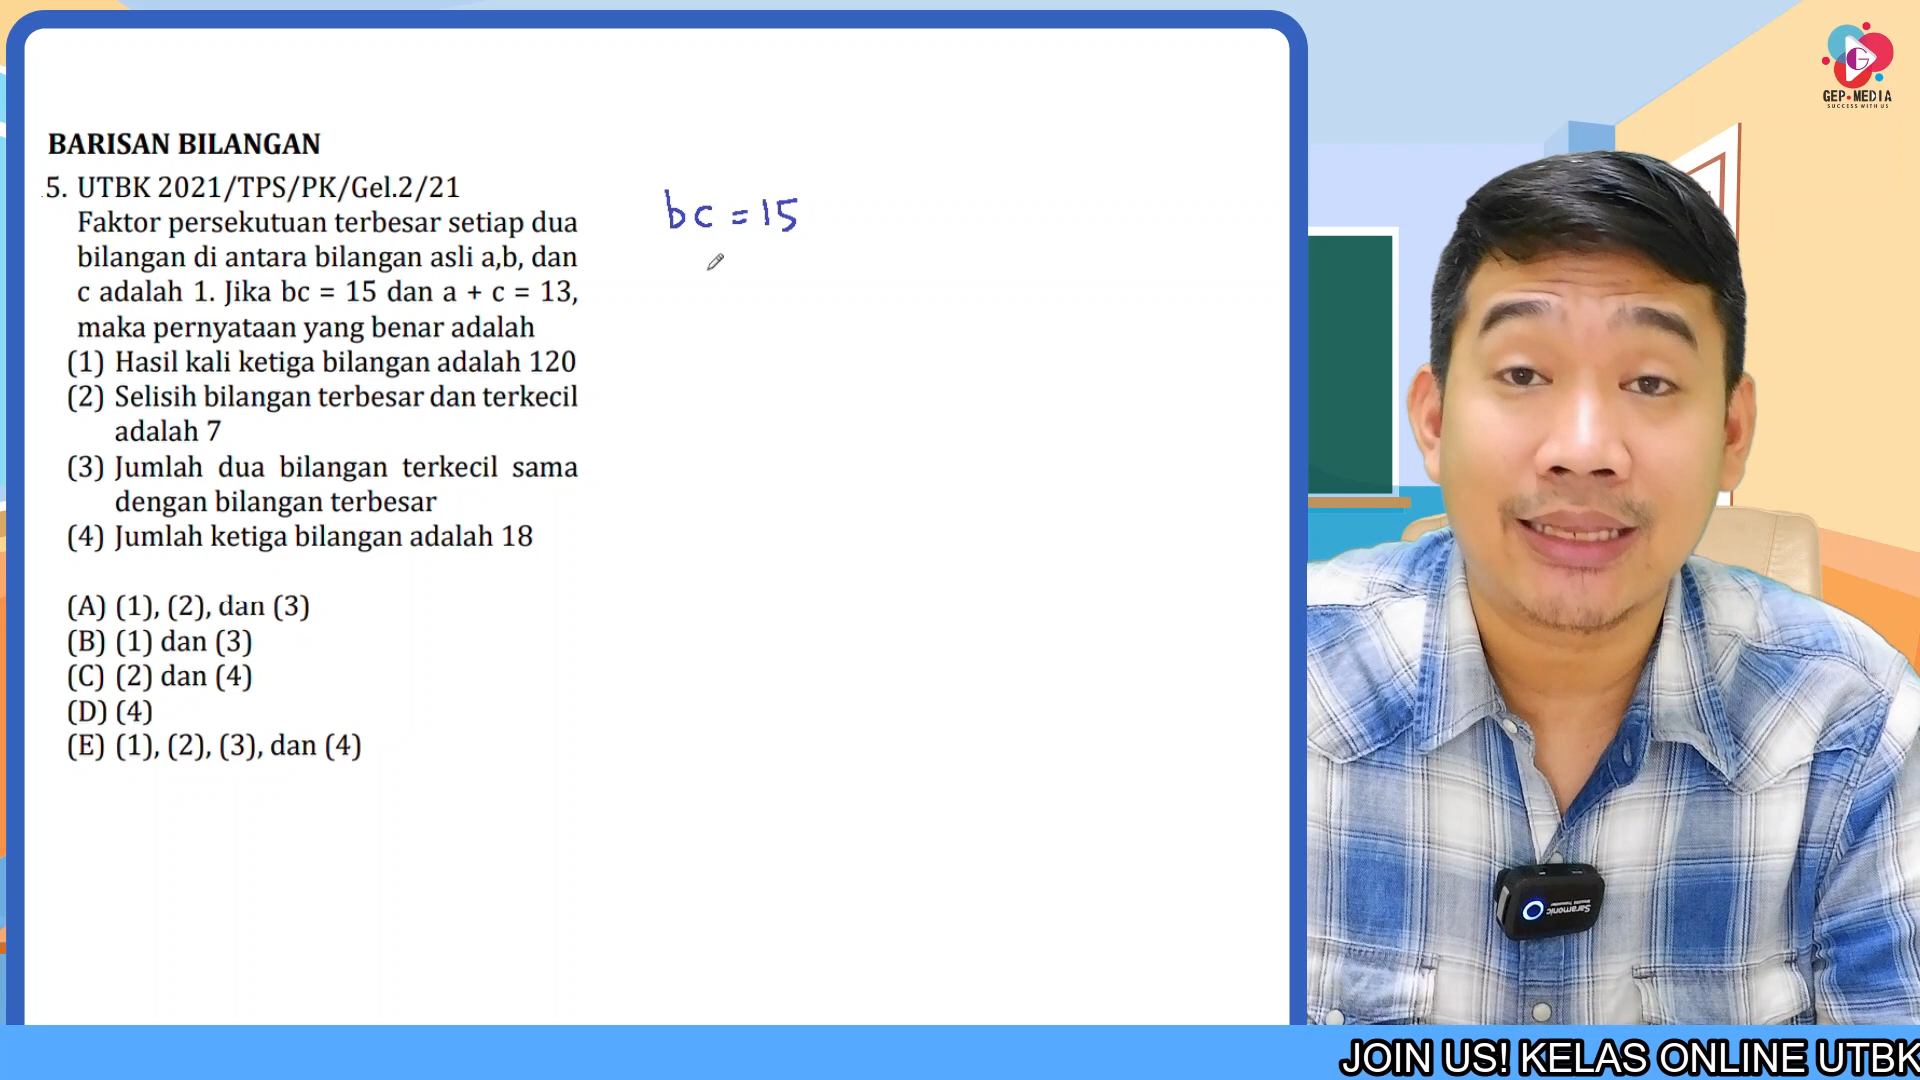 BARISAN BILANGAN
5. UTBK 2021/TPS/PK/Gel.2/21
Faktor persekutuan terbesar setiap dua
bilangan di antara bilangan asli a,b, dan
c adalah 1. Jika bc = 15 dan a + c = 13,
maka pernyataan yang benar adalah
(1) Hasil kali ketiga bilangan adalah 120
(2) Selisih bilangan terbesar dan terkecil
adalah 7
(3) Jumlah dua bilangan terkecil sama
dengan bilangan terbesar
(4) Jumlah ketiga bilangan adalah 18
(A) (1), (2), dan (3)
(B) (1) dan (3)
(C) (2) dan (4)
(D) (4)
(E) (1), (2), (3), dan (4)
bc = 15
GEP MEDIA
SUCCESS WITH US
Saramonic
JOIN US! KELAS ONLINE UTBK